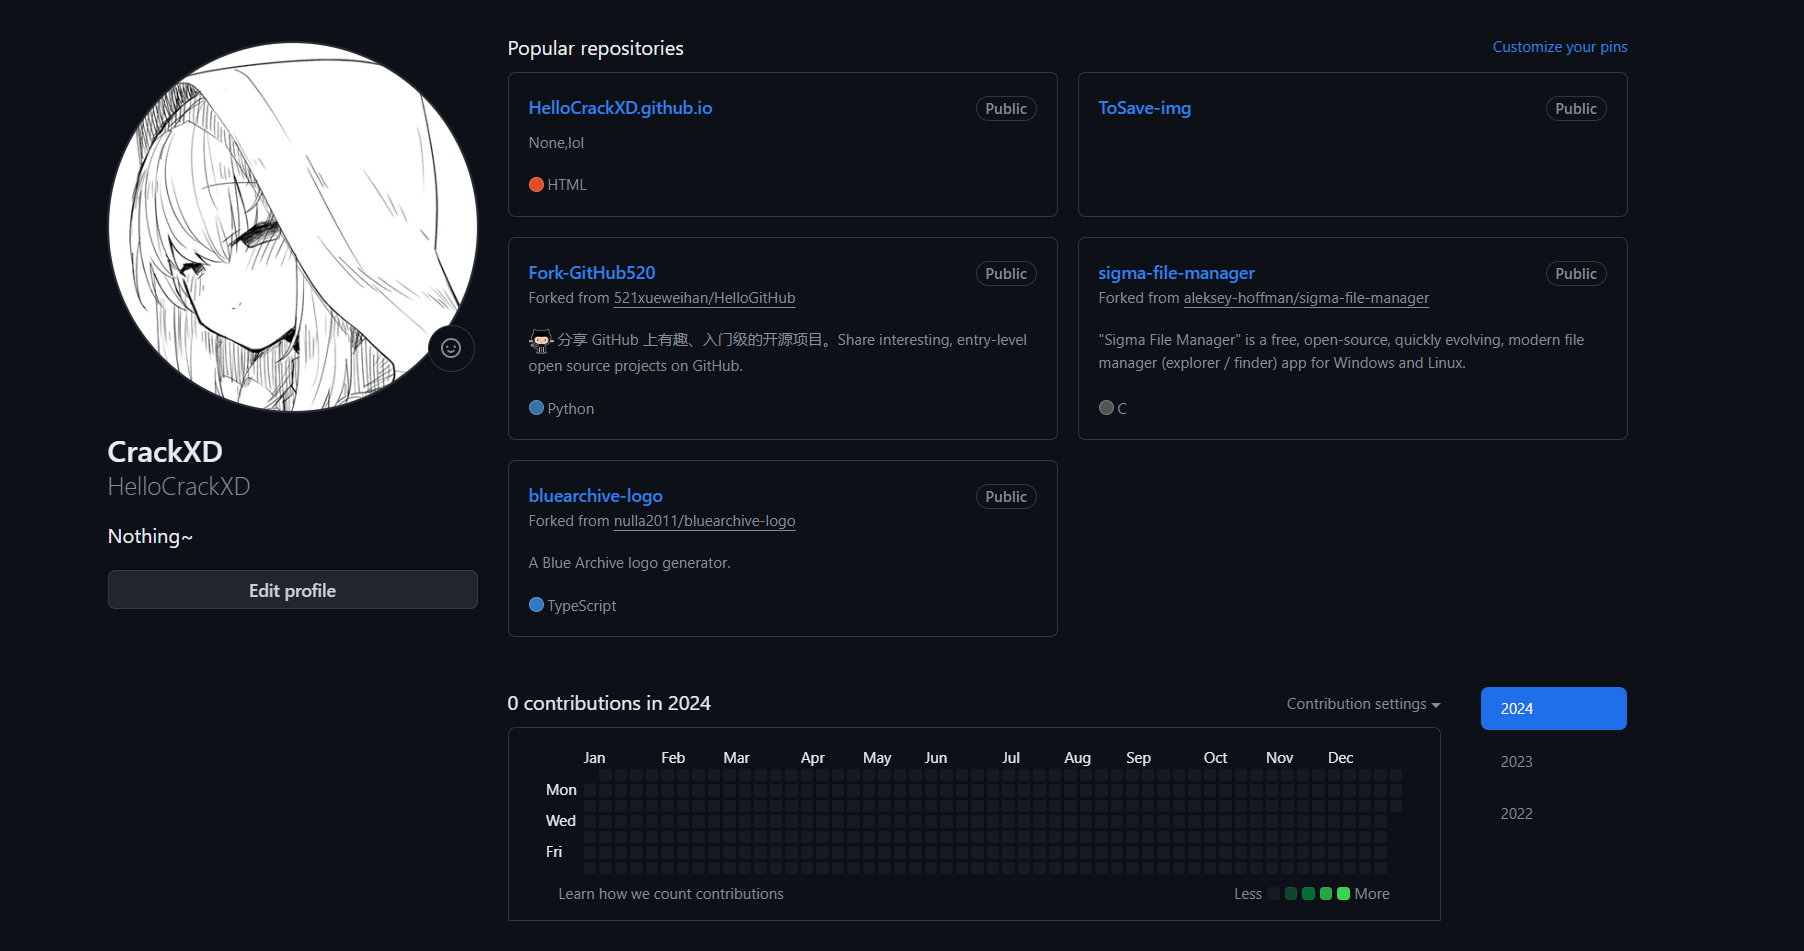 CrackXD
HelloCrackXD
Nothing~
Edit profile
Popular repositories
Customize your pins
HelloCrackXD.github.io
Public
None,lol
HTML
ToSave-img
Public
Fork-GitHub520
Public
Forked from 521xueweihan/HelloGitHub
分享 GitHub 上有趣、入门级的开源项目。Share interesting, entry-level
open source projects on GitHub.
Python
sigma-file-manager
Public
Forked from aleksey-hoffman/sigma-file-manager
"Sigma File Manager" is a free, open-source, quickly evolving, modern file
manager (explorer / finder) app for Windows and Linux.
C
bluearchive-logo
Public
Forked from nulla2011/bluearchive-logo
A Blue Archive logo generator.
TypeScript
0 contributions in 2024
Contribution settings
Jan Feb Mar Apr May Jun Jul Aug Sep Oct Nov Dec
Mon
Wed
Fri
Learn how we count contributions
Less More
2024
2023
2022